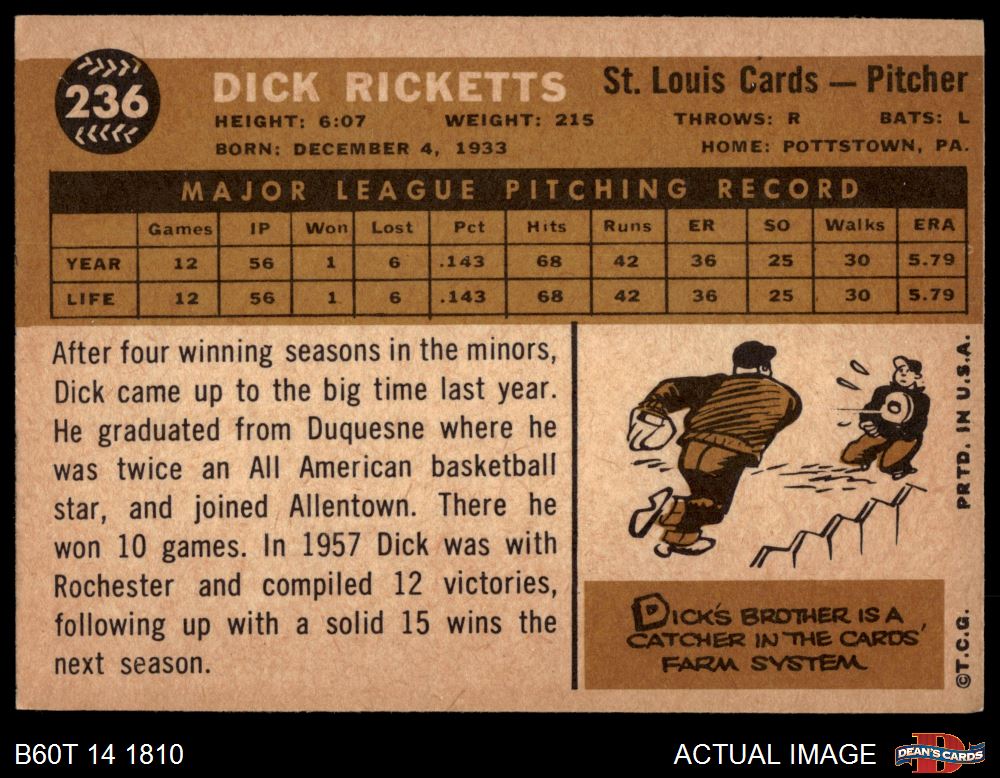 236
DICK RICKETTS
St. Louis Cards — Pitcher
HEIGHT: 6:07 WEIGHT: 215 THROWS: R BATS: L
BORN: DECEMBER 4, 1933 HOME: POTTSTOWN, PA.
MAJOR LEAGUE PITCHING RECORD
Games IP Won Lost Pct Hits Runs ER SO Walks ERA
YEAR 12 56 1 6 .143 68 42 36 25 30 5.79
LIFE 12 56 1 6 .143 68 42 36 25 30 5.79
After four winning seasons in the minors,
Dick came up to the big time last year.
He graduated from Duquesne where he
was twice an All American basketball
star, and joined Allentown. There he
won 10 games. In 1957 Dick was with
Rochester and compiled 12 victories,
following up with a solid 15 wins the
next season.
DICK'S BROTHER IS A
CATCHER IN THE CARDS'
FARM SYSTEM
©T.C.G. PRTD. IN U.S.A.
B60T 14 1810
ACTUAL IMAGE
DEAN'S CARDS